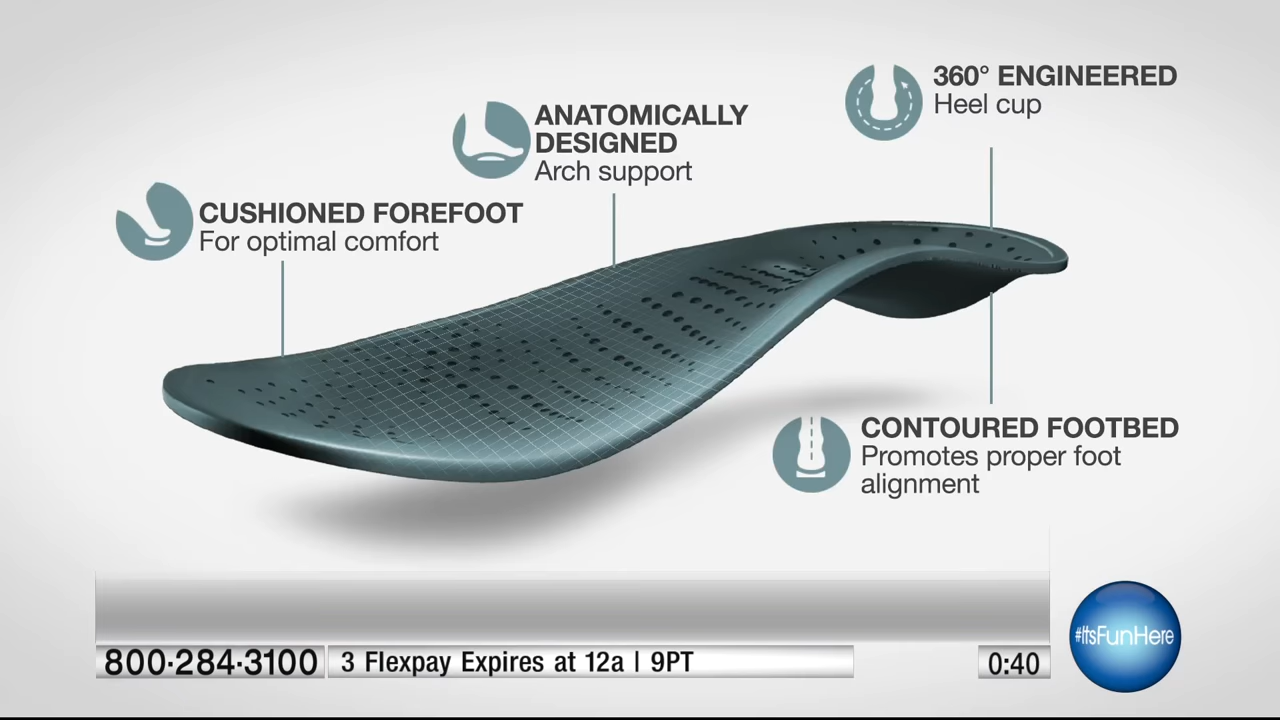 360° ENGINEERED
Heel cup
ANATOMICALLY
DESIGNED
Arch support
CUSHIONED FOREFOOT
For optimal comfort
CONTOURED FOOTBED
Promotes proper foot
alignment
#ItsFunHere
800·284·3100
3 Flexpay Expires at 12a | 9PT
0:40